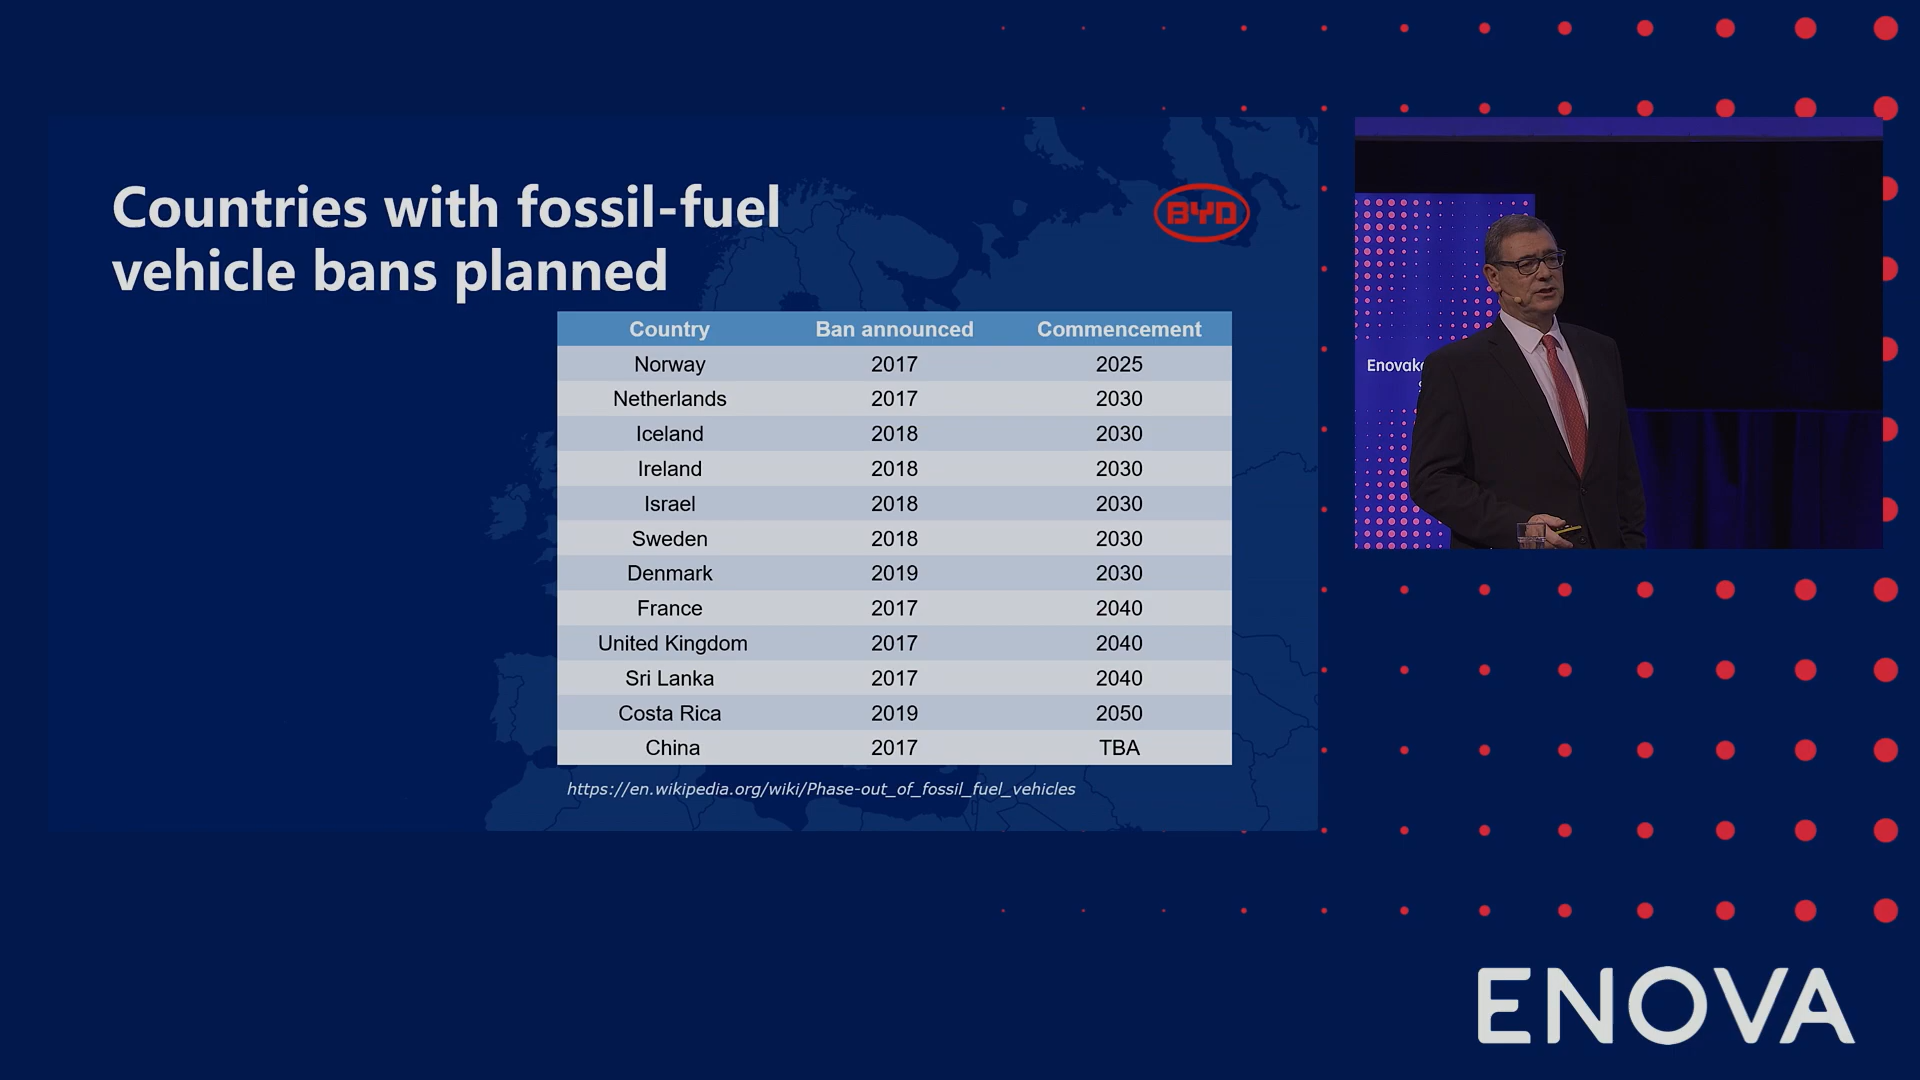 Countries with fossil-fuel
vehicle bans planned
BYD
Country Ban announced Commencement
Norway 2017 2025
Netherlands 2017 2030
Iceland 2018 2030
Ireland 2018 2030
Israel 2018 2030
Sweden 2018 2030
Denmark 2019 2030
France 2017 2040
United Kingdom 2017 2040
Sri Lanka 2017 2040
Costa Rica 2019 2050
China 2017 TBA
https://en.wikipedia.org/wiki/Phase-out_of_fossil_fuel_vehicles
Enovako
ENOVA